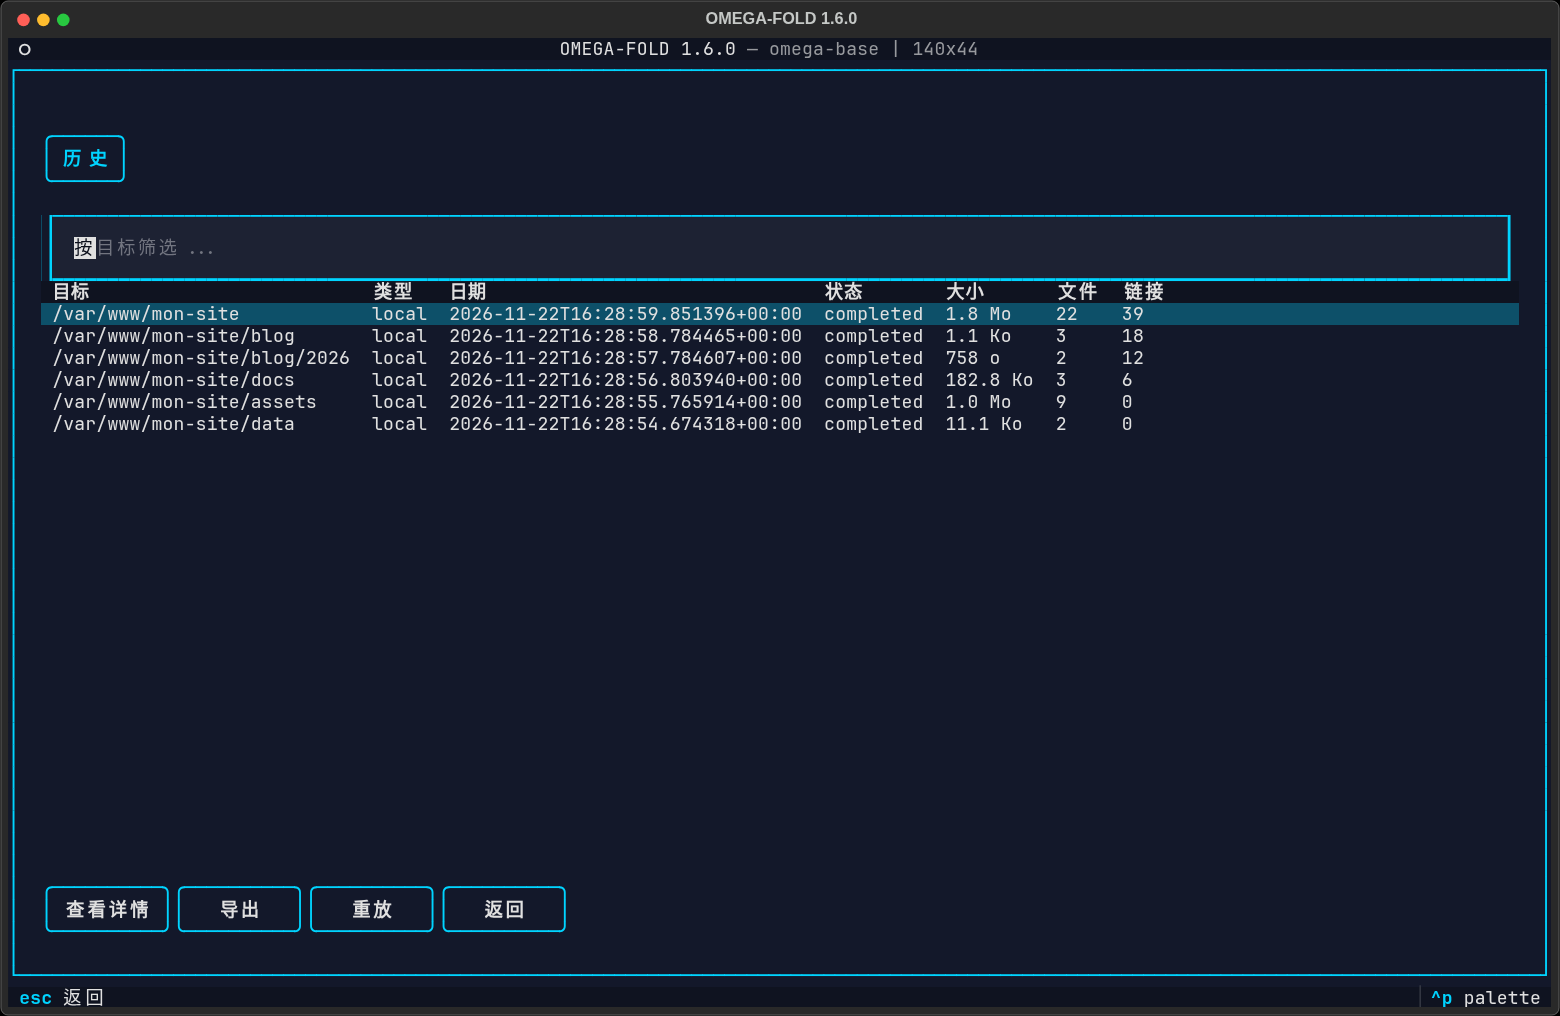 OMEGA-FOLD 1.6.0
OMEGA-FOLD 1.6.0 — omega-base | 140x44
历史
按目标筛选 ...
目标 类型 日期 状态 大小 文件 链接
/var/www/mon-site local 2026-11-22T16:28:59.851396+00:00 completed 1.8 Mo 22 39
/var/www/mon-site/blog local 2026-11-22T16:28:58.784465+00:00 completed 1.1 Ko 3 18
/var/www/mon-site/blog/2026 local 2026-11-22T16:28:57.784607+00:00 completed 758 o 2 12
/var/www/mon-site/docs local 2026-11-22T16:28:56.803940+00:00 completed 182.8 Ko 3 6
/var/www/mon-site/assets local 2026-11-22T16:28:55.765914+00:00 completed 1.0 Mo 9 0
/var/www/mon-site/data local 2026-11-22T16:28:54.674318+00:00 completed 11.1 Ko 2 0
查看详情 导出 重放 返回
esc 返回 ^p palette